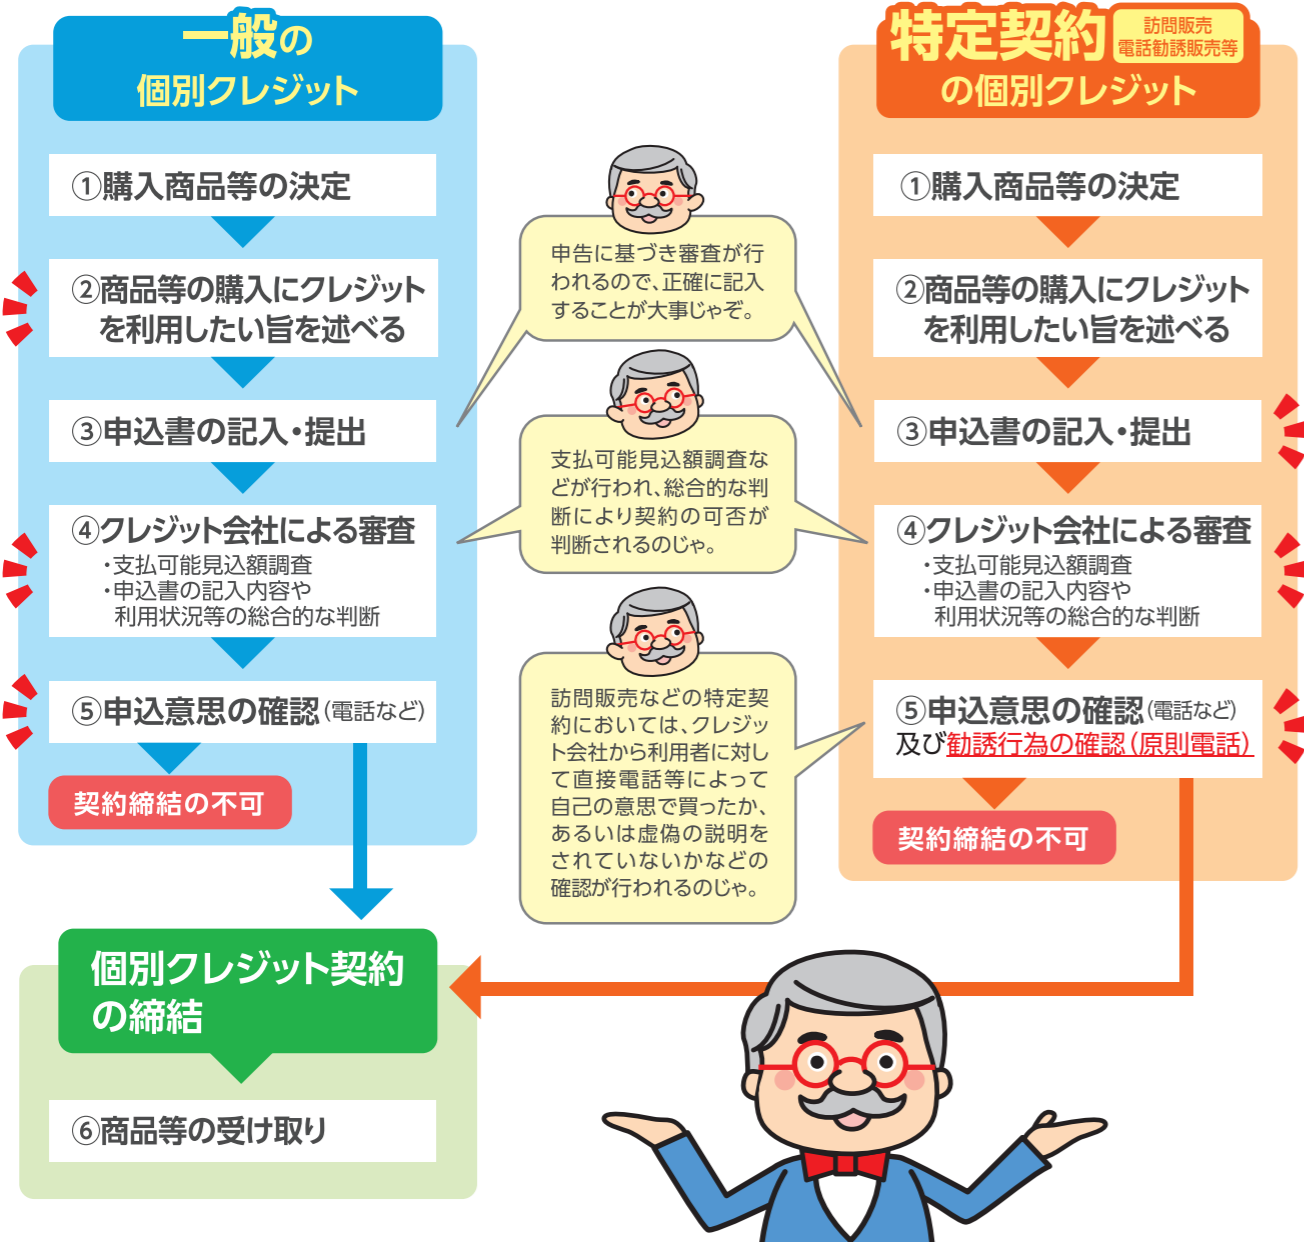 一般の
個別クレジット
①購入商品等の決定
②商品等の購入にクレジット
を利用したい旨を述べる
③申込書の記入・提出
④クレジット会社による審査
・支払可能見込額調査
・申込書の記入内容や
利用状況等の総合的な判断
⑤申込意思の確認(電話など)
契約締結の不可
個別クレジット契約
の締結
⑥商品等の受け取り
申告に基づき審査が行
われるので、正確に記入
することが大事じゃぞ。
支払可能見込額調査な
どが行われ、総合的な判
断により契約の可否が
判断されるのじゃ。
訪問販売などの特定契
約においては、クレジッ
ト会社から利用者に対し
て直接電話等によって
自己の意思で買ったか、
あるいは虚偽の説明を
されていないかなどの
確認が行われるのじゃ。
特定契約
訪問販売
電話勧誘販売等
の個別クレジット
①購入商品等の決定
②商品等の購入にクレジット
を利用したい旨を述べる
③申込書の記入・提出
④クレジット会社による審査
・支払可能見込額調査
・申込書の記入内容や
利用状況等の総合的な判断
⑤申込意思の確認(電話など)
及び勧誘行為の確認(原則電話)
契約締結の不可